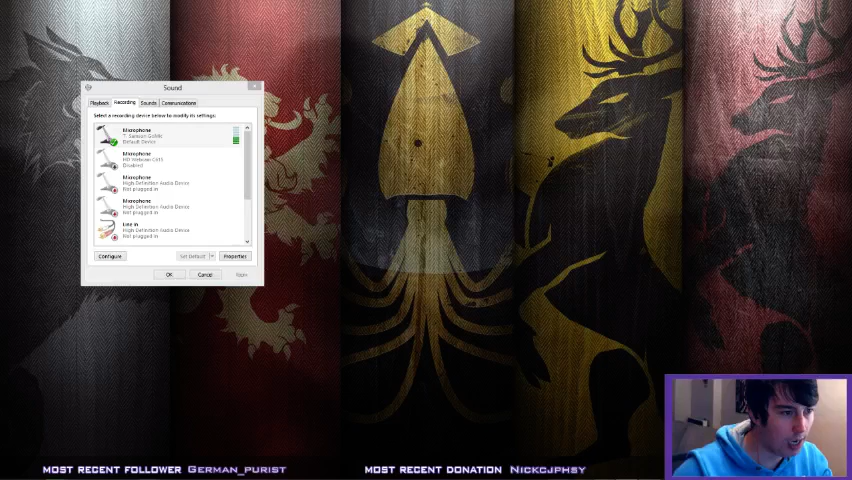 Sound
Playback Recording Sounds Communications
Select a recording device below to modify its settings:
Microphone
7- Samson GoMic
Default Device
Microphone
HD Webcam C615
Disabled
Microphone
High Definition Audio Device
Not plugged in
Microphone
High Definition Audio Device
Not plugged in
Line In
High Definition Audio Device
Not plugged in
Configure Set Default Properties
OK Cancel Apply
MOST RECENT FOLLOWER GERMAN_PURIST MOST RECENT DONATION NICKCJPHSY